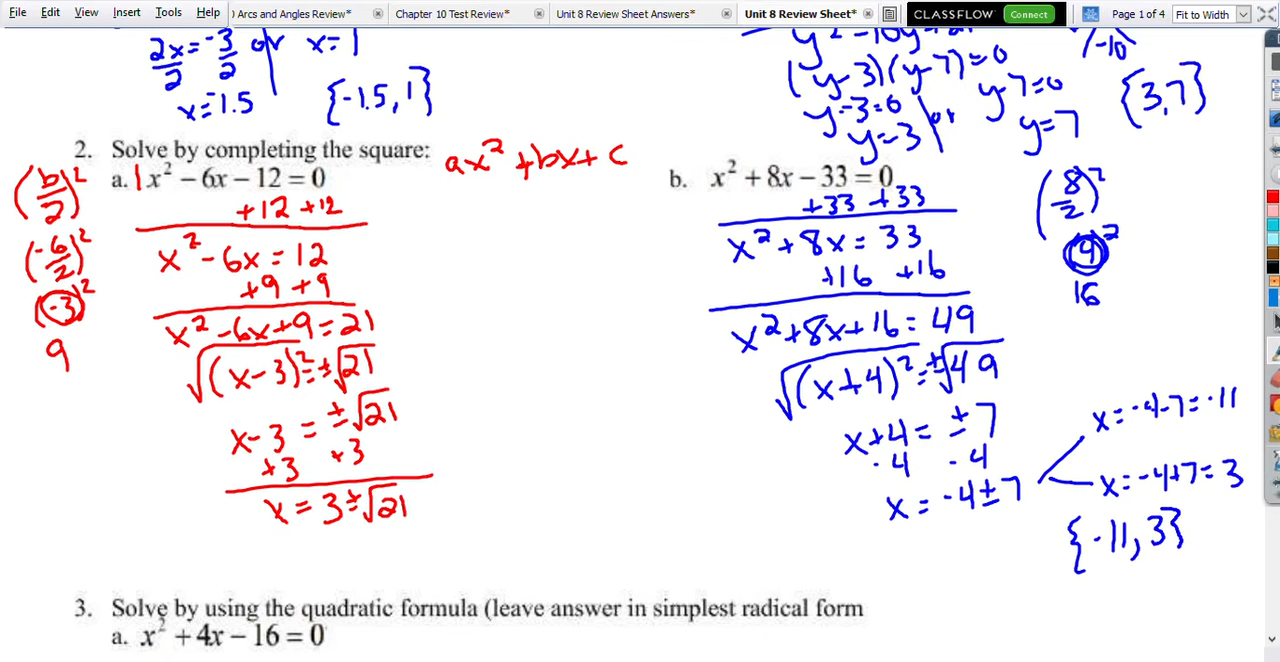 File Edit View Insert Tools Help
) Arcs and Angles Review* Chapter 10 Test Review* Unit 8 Review Sheet Answers* Unit 8 Review Sheet* CLASSFLOW Connect Page 1 of 4 Fit to Width
2x/2 = -3/2 or x=1
x=-1.5 {-1.5, 1}
(y-3)(y-7)=0
y-3=0 or y-7=0
y=-3 y=7
{3,7}
-10
2. Solve by completing the square:
ax² + bx + c
a. 1x² − 6x − 12 = 0
+12 +12
x² - 6x = 12
+9 +9
x² - 6x + 9 = 21
√(x-3)² = ±√21
x-3 = ±√21
+3 +3
x = 3±√21
(b/2)²
(-6/2)²
(-3)²
9
b. x² + 8x − 33 = 0
+33 +33
x² + 8x = 33
+16 +16
x² + 8x + 16 = 49
√(x+4)² = ±√49
x+4 = ±7
-4 -4
x = -4±7
x = -4-7 = -11
x = -4+7 = 3
{-11, 3}
(8/2)²
(4)²
16
3. Solve by using the quadratic formula (leave answer in simplest radical form
a. x² + 4x − 16 = 0